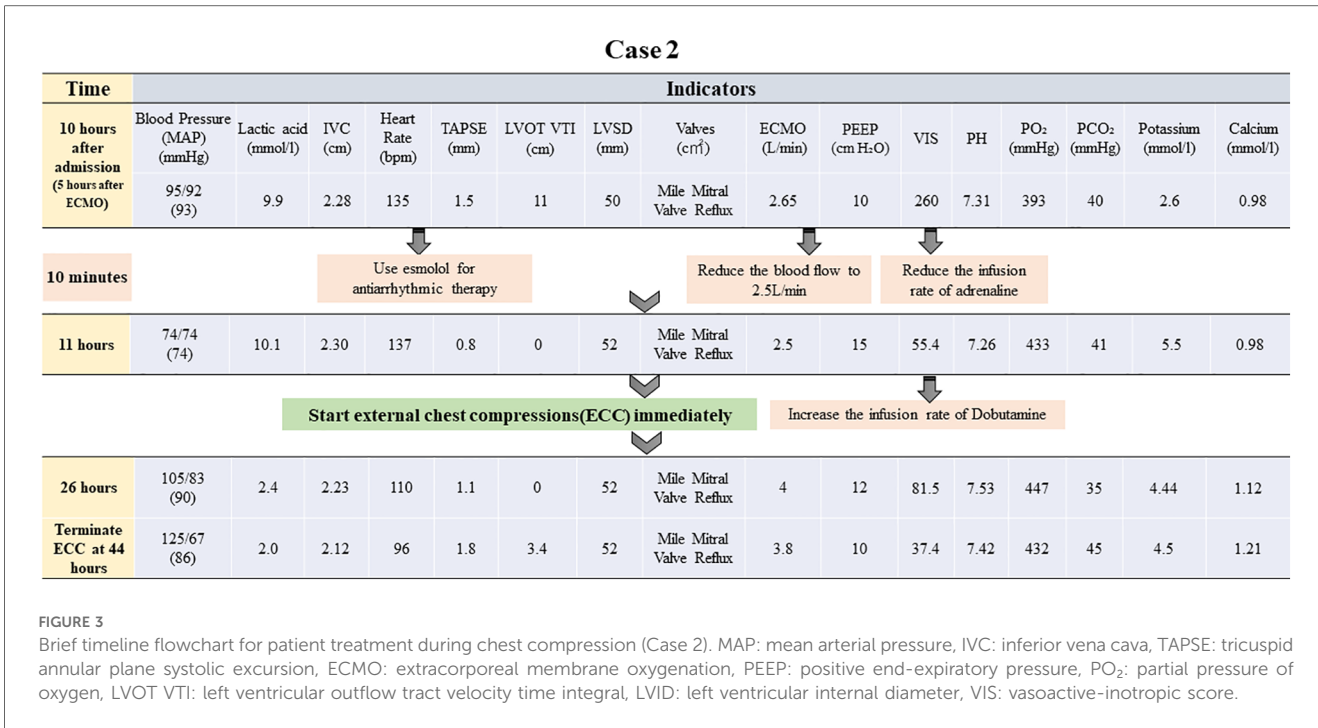 Case 2
Time Indicators
10 hours after admission (5 hours after ECMO) Blood Pressure (MAP) (mmHg) Lactic acid (mmol/l) IVC (cm) Heart Rate (bpm) TAPSE (mm) LVOT VTI (cm) LVSD (mm) Valves (cm²) ECMO (L/min) PEEP (cm H₂O) VIS PH PO₂ (mmHg) PCO₂ (mmHg) Potassium (mmol/l) Calcium (mmol/l)
95/92 (93) 9.9 2.28 135 1.5 11 50 Mile Mitral Valve Reflux 2.65 10 260 7.31 393 40 2.6 0.98
10 minutes Use esmolol for antiarrhythmic therapy Reduce the blood flow to 2.5L/min Reduce the infusion rate of adrenaline
11 hours 74/74 (74) 10.1 2.30 137 0.8 0 52 Mile Mitral Valve Reflux 2.5 15 55.4 7.26 433 41 5.5 0.98
Start external chest compressions(ECC) immediately Increase the infusion rate of Dobutamine
26 hours 105/83 (90) 2.4 2.23 110 1.1 0 52 Mile Mitral Valve Reflux 4 12 81.5 7.53 447 35 4.44 1.12
Terminate ECC at 44 hours 125/67 (86) 2.0 2.12 96 1.8 3.4 52 Mile Mitral Valve Reflux 3.8 10 37.4 7.42 432 45 4.5 1.21
FIGURE 3
Brief timeline flowchart for patient treatment during chest compression (Case 2). MAP: mean arterial pressure, IVC: inferior vena cava, TAPSE: tricuspid
annular plane systolic excursion, ECMO: extracorporeal membrane oxygenation, PEEP: positive end-expiratory pressure, PO₂: partial pressure of
oxygen, LVOT VTI: left ventricular outflow tract velocity time integral, LVID: left ventricular internal diameter, VIS: vasoactive-inotropic score.